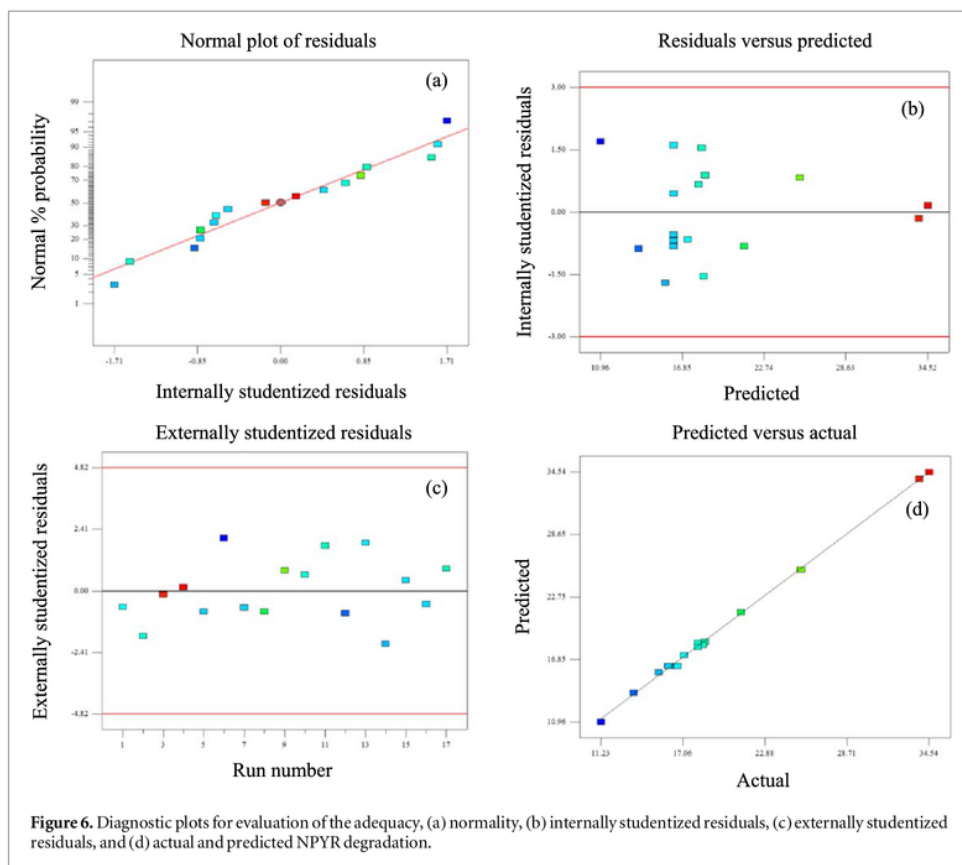 Normal plot of residuals
(a)
Normal % probability
99
95
90
80
70
50
30
20
10
5
1
-1.71
-0.85
0.00
0.85
1.71
Internally studentized residuals
Residuals versus predicted
(b)
Internally studentized residuals
3.00
1.50
0.00
-1.50
-3.00
10.96
16.85
22.74
28.63
34.52
Predicted
Externally studentized residuals
(c)
Externally studentized residuals
4.82
2.41
0.00
-2.41
-4.82
1
3
5
7
9
11
13
15
17
Run number
Predicted versus actual
(d)
Predicted
34.54
28.65
22.75
16.85
10.96
11.23
17.06
22.88
28.71
34.54
Actual
Figure 6. Diagnostic plots for evaluation of the adequacy, (a) normality, (b) internally studentized residuals, (c) externally studentized
residuals, and (d) actual and predicted NPYR degradation.